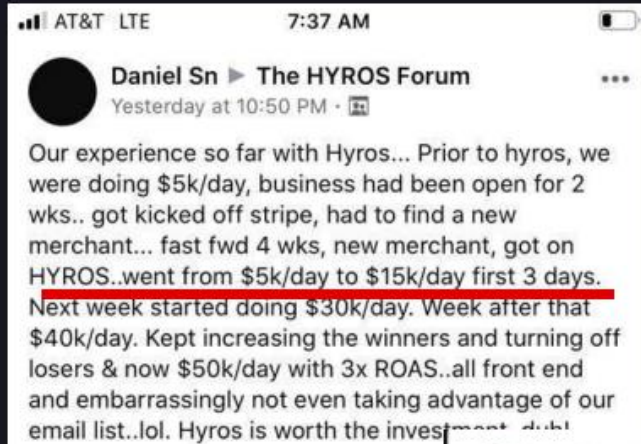 AT&T LTE 7:37 AM
Daniel Sn ▶ The HYROS Forum
Yesterday at 10:50 PM ·
Our experience so far with Hyros... Prior to hyros, we
were doing $5k/day, business had been open for 2
wks.. got kicked off stripe, had to find a new
merchant... fast fwd 4 wks, new merchant, got on
HYROS..went from $5k/day to $15k/day first 3 days.
Next week started doing $30k/day. Week after that
$40k/day. Kept increasing the winners and turning off
losers & now $50k/day with 3x ROAS..all front end
and embarrassingly not even taking advantage of our
email list..lol. Hyros is worth the